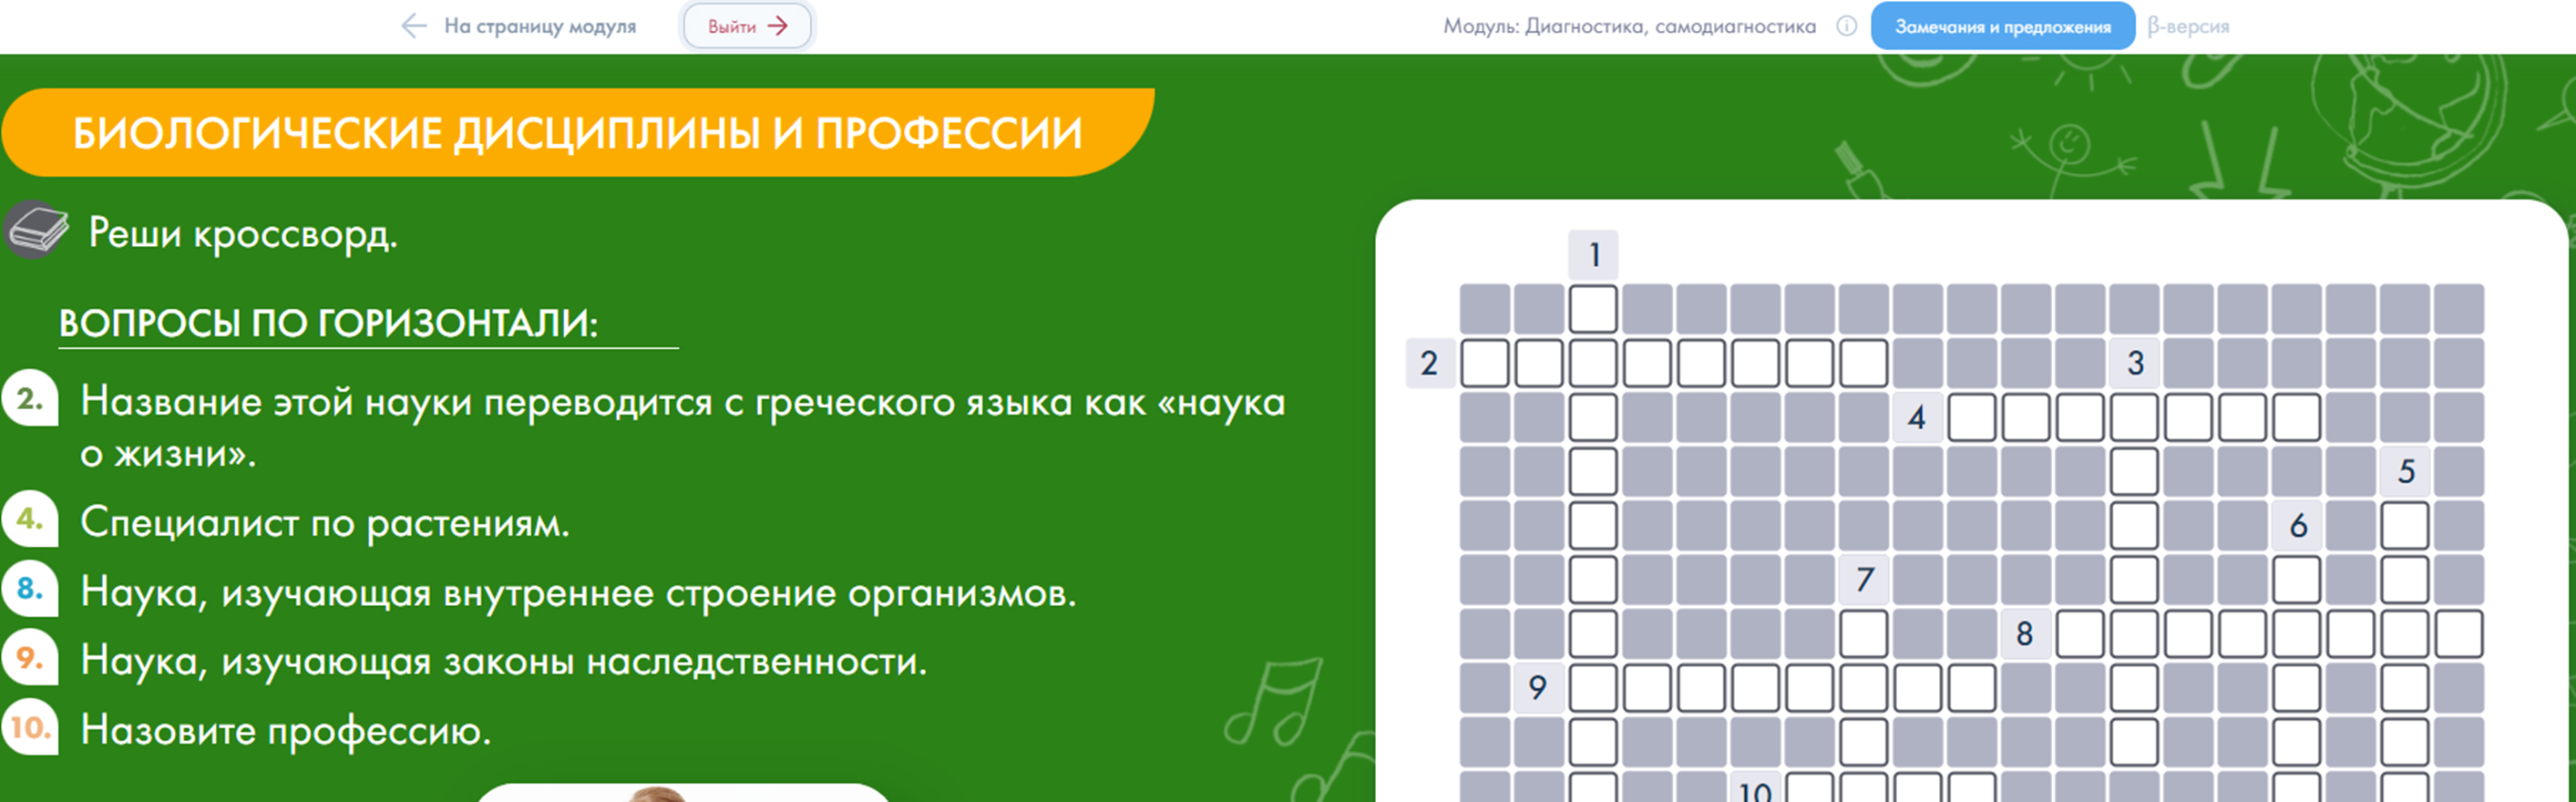 На страницу модуля
Выйти
Модуль: Диагностика, самодиагностика
Замечания и предложения
β-версия
БИОЛОГИЧЕСКИЕ ДИСЦИПЛИНЫ И ПРОФЕССИИ
Реши кроссворд.
ВОПРОСЫ ПО ГОРИЗОНТАЛИ:
2. Название этой науки переводится с греческого языка как «наука
о жизни».
4. Специалист по растениям.
8. Наука, изучающая внутреннее строение организмов.
9. Наука, изучающая законы наследственности.
10. Назовите профессию.
1
2
3
4
5
6
7
8
9
10